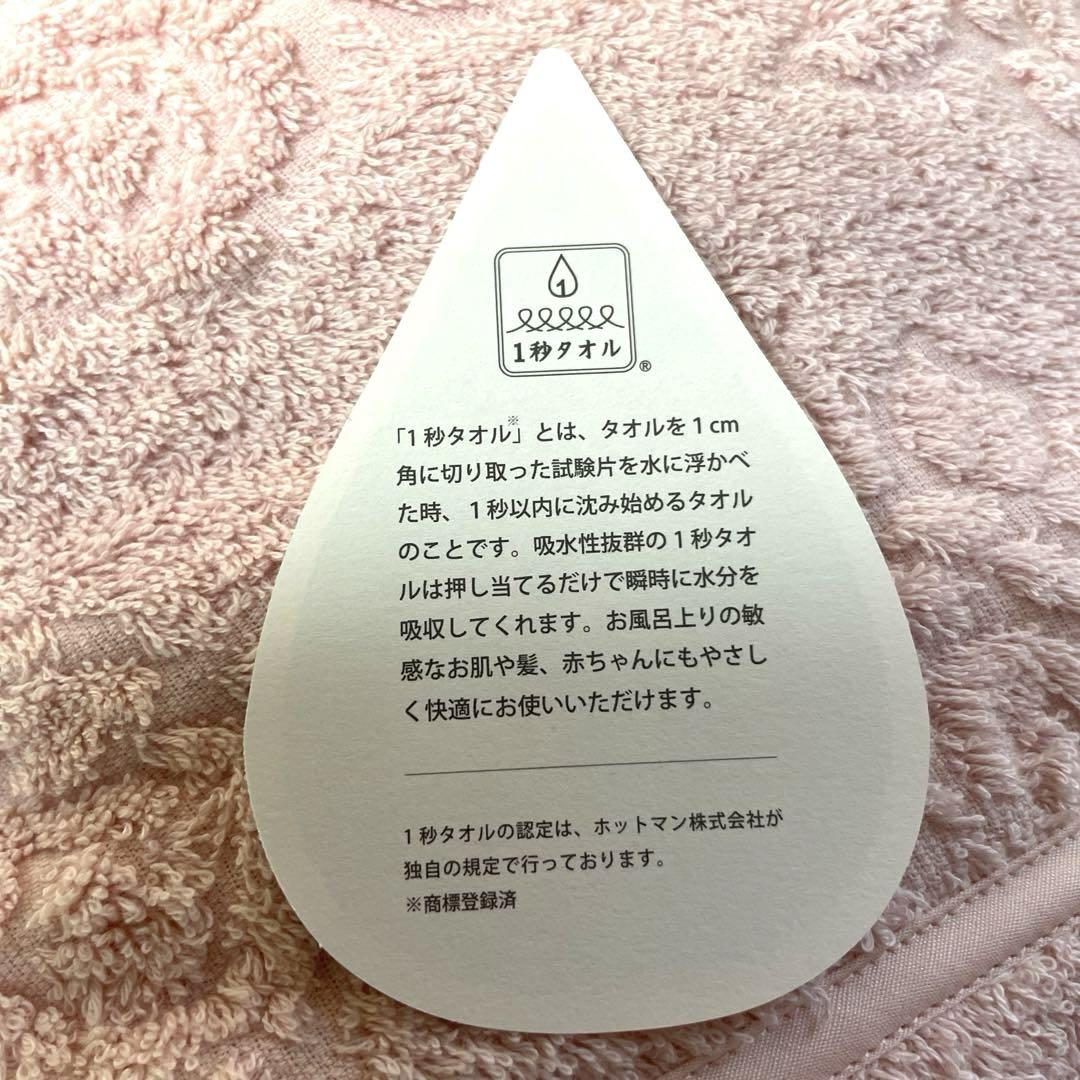 1
1秒タオル
®
「1秒タオル※」とは、タオルを1cm
角に切り取った試験片を水に浮かべ
た時、1秒以内に沈み始めるタオル
のことです。吸水性抜群の1秒タオ
ルは押し当てるだけで瞬時に水分を
吸収してくれます。お風呂上りの敏
感なお肌や髪、赤ちゃんにもやさし
く快適にお使いいただけます。
1秒タオルの認定は、ホットマン株式会社が
独自の規定で行っております。
※商標登録済